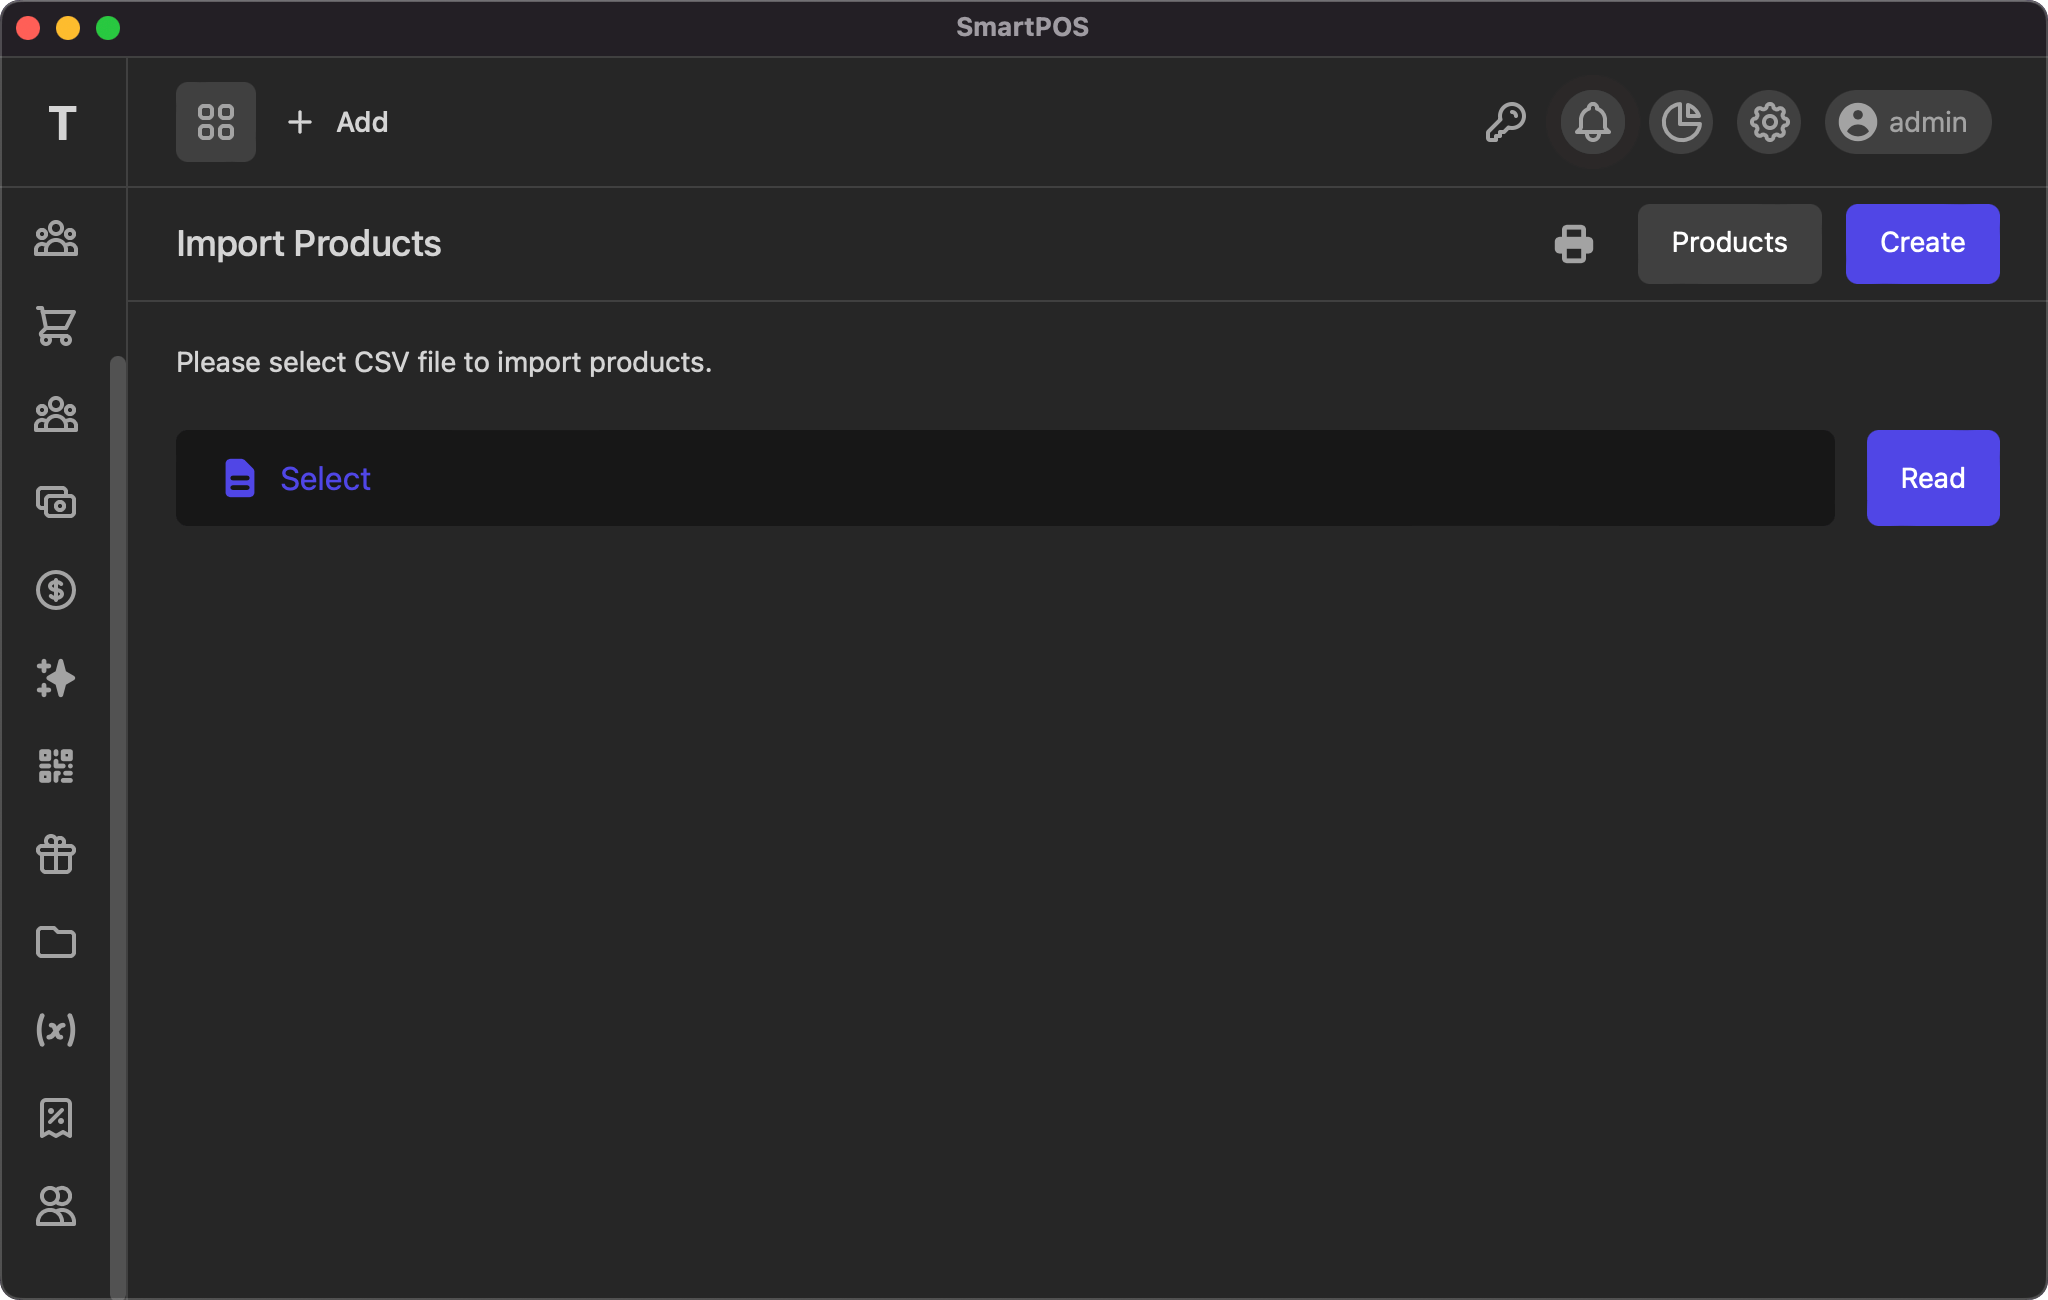 SmartPOS
T
Add
admin
Import Products
Products
Create
Please select CSV file to import products.
Select
Read